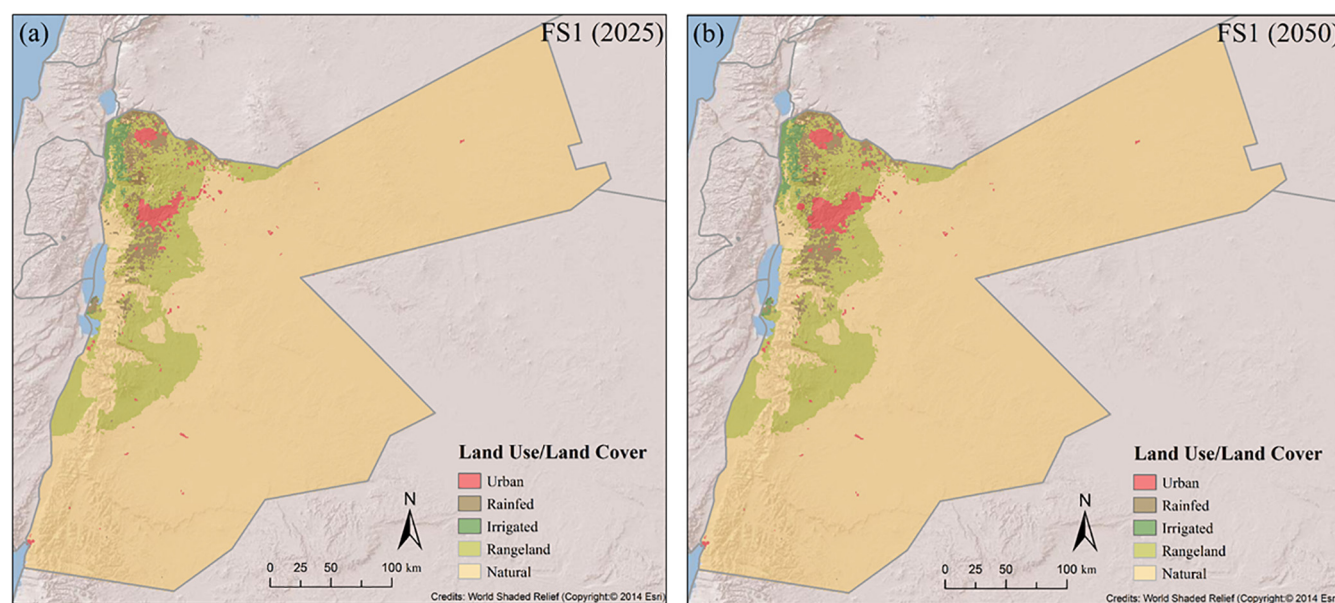 (a)
FS1 (2025)
Land Use/Land Cover
Urban
Rainfed
Irrigated
Rangeland
Natural
N
0 25 50 100 km
Credits: World Shaded Relief (Copyright:© 2014 Esri)
(b)
FS1 (2050)
Land Use/Land Cover
Urban
Rainfed
Irrigated
Rangeland
Natural
N
0 25 50 100 km
Credits: World Shaded Relief (Copyright:© 2014 Esri)